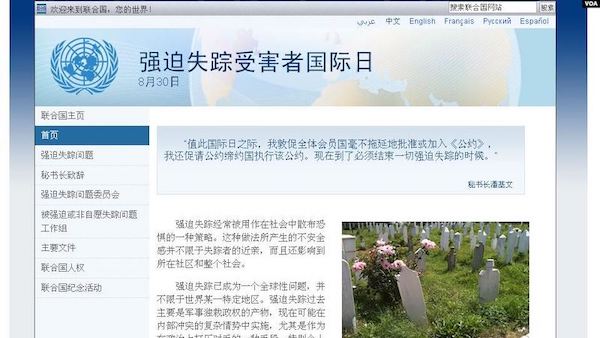 欢迎来到联合国，您的世界！
搜索联合国网站
搜索
VOA
عربي 中文 English Français Русский Español
强迫失踪受害者国际日
8月30日
联合国主页
首页
强迫失踪问题
秘书长致辞
强迫失踪问题委员会
被强迫或非自愿失踪问题
工作组
主要文件
联合国人权
联合国纪念活动
“值此国际日之际，我敦促全体会员国毫不拖延地批准或加入《公约》，
我还促请公约缔约国执行该公约。现在到了必须结束一切强迫失踪的时候。”
秘书长潘基文
强迫失踪经常被用作在社会中散布恐
惧的一种策略。这种做法所产生的不安全
感并不限于失踪者的近亲，而且还影响到
所在社区和整个社会。
强迫失踪已成为一个全球性问题，并
不限于世界某一特定地区。强迫失踪过去
主要是军事独裁政权的产物，现在可能在
内部冲突的复杂情势中实施，尤其是作为